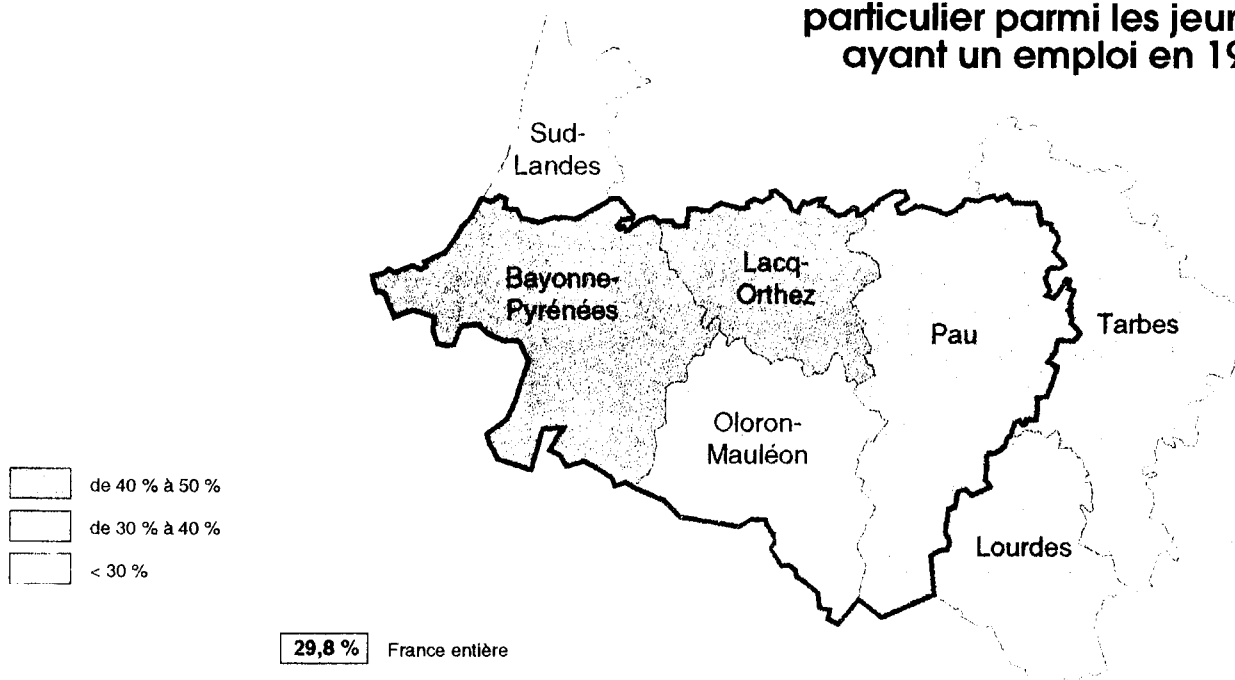 particulier parmi les jeun
ayant un emploi en 19
Sud-
Landes
Bayonne-
Pyrénées
Lacq-
Orthez
Pau
Tarbes
Oloron-
Mauléon
Lourdes
de 40 % à 50 %
de 30 % à 40 %
< 30 %
29,8 % France entière